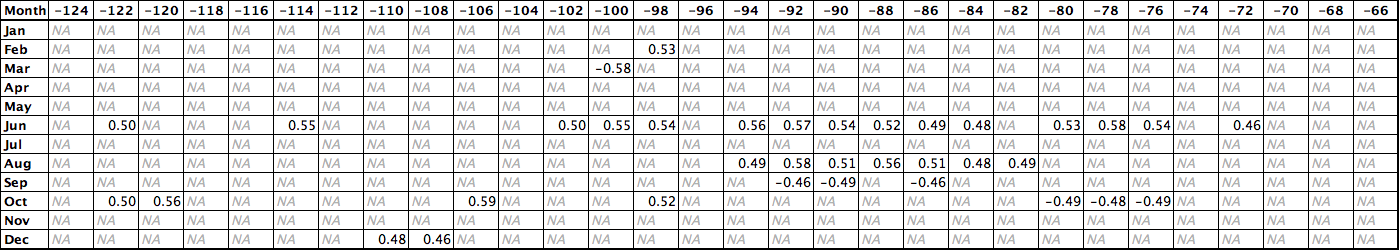 Month −124 −122 −120 −118 −116 −114 −112 −110 −108 −106 −104 −102 −100 −98 −96 −94 −92 −90 −88 −86 −84 −82 −80 −78 −76 −74 −72 −70 −68 −66
Jan NA NA NA NA NA NA NA NA NA NA NA NA NA NA NA NA NA NA NA NA NA NA NA NA NA NA NA NA NA NA
Feb NA NA NA NA NA NA NA NA NA NA NA NA NA 0.53 NA NA NA NA NA NA NA NA NA NA NA NA NA NA NA NA
Mar NA NA NA NA NA NA NA NA NA NA NA NA −0.58 NA NA NA NA NA NA NA NA NA NA NA NA NA NA NA NA NA
Apr NA NA NA NA NA NA NA NA NA NA NA NA NA NA NA NA NA NA NA NA NA NA NA NA NA NA NA NA NA NA
May NA NA NA NA NA NA NA NA NA NA NA NA NA NA NA NA NA NA NA NA NA NA NA NA NA NA NA NA NA NA
Jun NA 0.50 NA NA NA 0.55 NA NA NA NA NA 0.50 0.55 0.54 NA 0.56 0.57 0.54 0.52 0.49 0.48 NA 0.53 0.58 0.54 NA 0.46 NA NA NA
Jul NA NA NA NA NA NA NA NA NA NA NA NA NA NA NA NA NA NA NA NA NA NA NA NA NA NA NA NA NA NA
Aug NA NA NA NA NA NA NA NA NA NA NA NA NA NA NA 0.49 0.58 0.51 0.56 0.51 0.48 0.49 NA NA NA NA NA NA NA NA
Sep NA NA NA NA NA NA NA NA NA NA NA NA NA NA NA NA −0.46 −0.49 NA −0.46 NA NA NA NA NA NA NA NA NA NA
Oct NA 0.50 0.56 NA NA NA NA NA NA 0.59 NA NA NA 0.52 NA NA NA NA NA NA NA NA −0.49 −0.48 −0.49 NA NA NA NA NA
Nov NA NA NA NA NA NA NA NA NA NA NA NA NA NA NA NA NA NA NA NA NA NA NA NA NA NA NA NA NA NA
Dec NA NA NA NA NA NA NA 0.48 0.46 NA NA NA NA NA NA NA NA NA NA NA NA NA NA NA NA NA NA NA NA NA